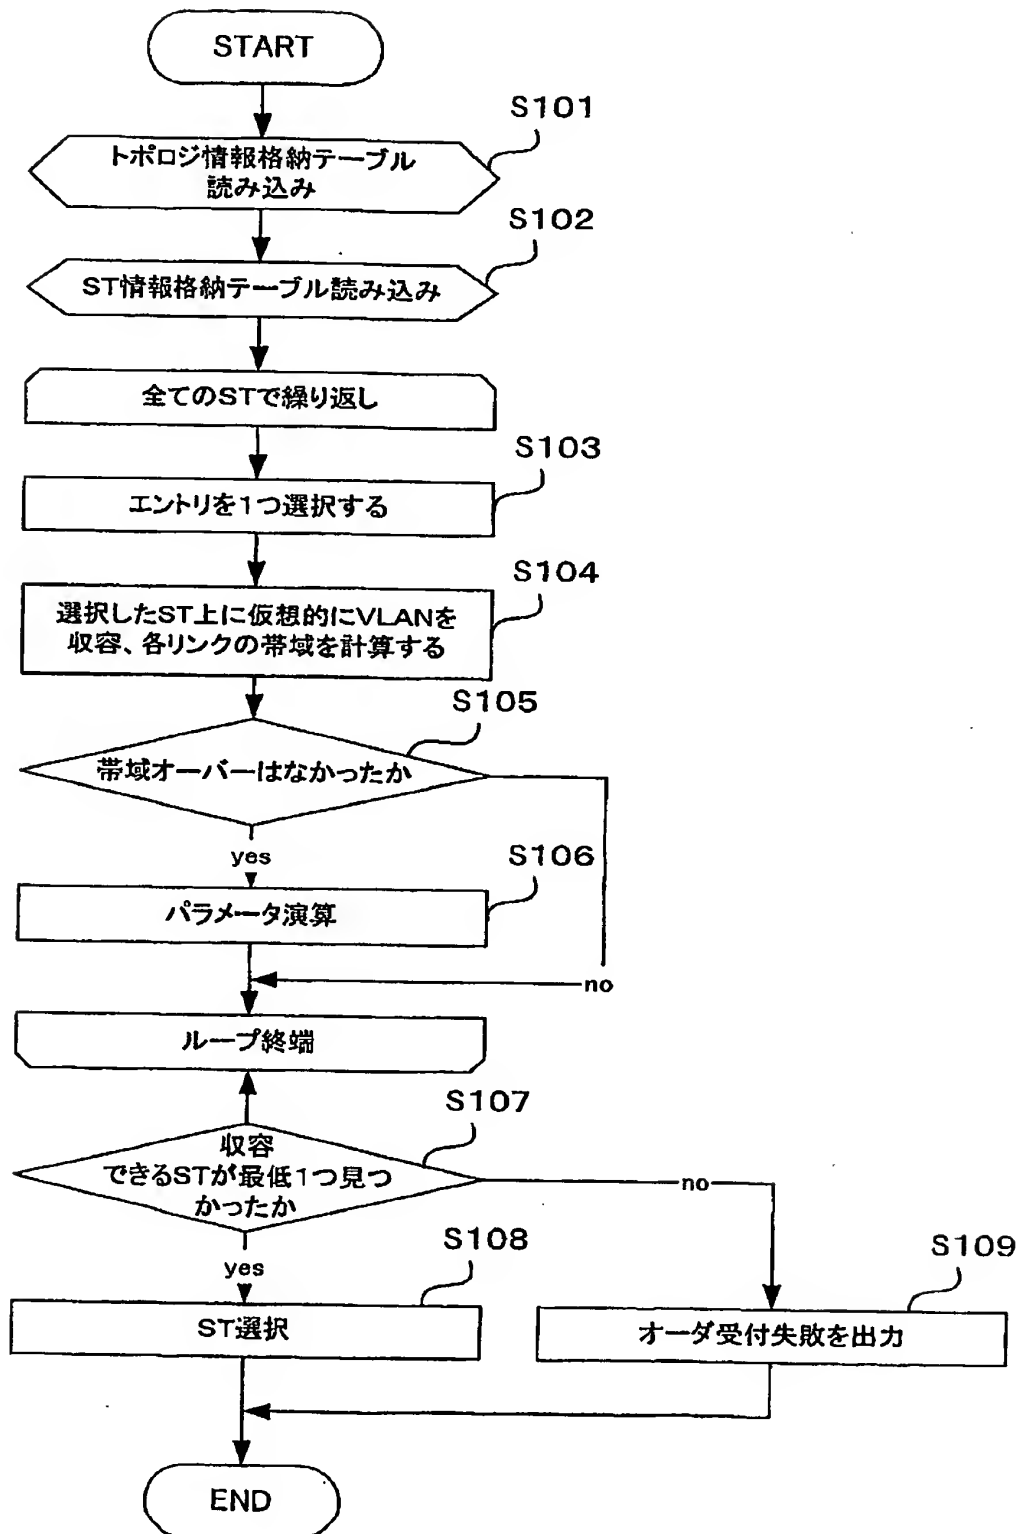 START
S101
トポロジ情報格納テーブル
読み込み
S102
ST情報格納テーブル読み込み
全てのSTで繰り返し
S103
エントリを1つ選択する
S104
選択したST上に仮想的にVLANを
収容、各リンクの帯域を計算する
S105
帯域オーバーはなかったか
yes
S106
パラメータ演算
no
ループ終端
S107
収容
できるSTが最低1つ見つ
かったか
no
yes
S108
ST選択
S109
オーダ受付失敗を出力
END